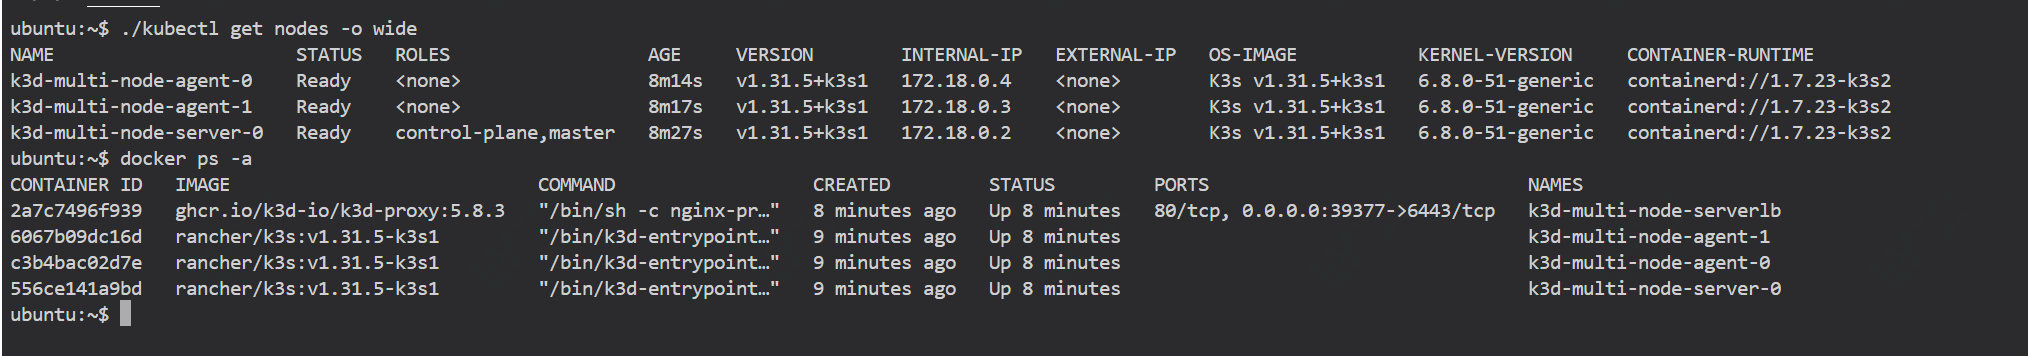 ubuntu:~$ ./kubectl get nodes -o wide
NAME STATUS ROLES AGE VERSION INTERNAL-IP EXTERNAL-IP OS-IMAGE KERNEL-VERSION CONTAINER-RUNTIME
k3d-multi-node-agent-0 Ready <none> 8m14s v1.31.5+k3s1 172.18.0.4 <none> K3s v1.31.5+k3s1 6.8.0-51-generic containerd://1.7.23-k3s2
k3d-multi-node-agent-1 Ready <none> 8m17s v1.31.5+k3s1 172.18.0.3 <none> K3s v1.31.5+k3s1 6.8.0-51-generic containerd://1.7.23-k3s2
k3d-multi-node-server-0 Ready control-plane,master 8m27s v1.31.5+k3s1 172.18.0.2 <none> K3s v1.31.5+k3s1 6.8.0-51-generic containerd://1.7.23-k3s2
ubuntu:~$ docker ps -a
CONTAINER ID IMAGE COMMAND CREATED STATUS PORTS NAMES
2a7c7496f939 ghcr.io/k3d-io/k3d-proxy:5.8.3 "/bin/sh -c nginx-pr…" 8 minutes ago Up 8 minutes 80/tcp, 0.0.0.0:39377->6443/tcp k3d-multi-node-serverlb
6067b09dc16d rancher/k3s:v1.31.5-k3s1 "/bin/k3d-entrypoint…" 9 minutes ago Up 8 minutes k3d-multi-node-agent-1
c3b4bac02d7e rancher/k3s:v1.31.5-k3s1 "/bin/k3d-entrypoint…" 9 minutes ago Up 8 minutes k3d-multi-node-agent-0
556ce141a9bd rancher/k3s:v1.31.5-k3s1 "/bin/k3d-entrypoint…" 9 minutes ago Up 8 minutes k3d-multi-node-server-0
ubuntu:~$